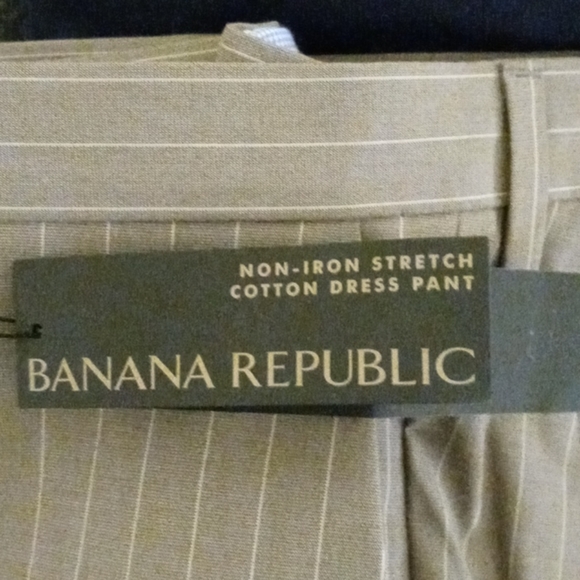 NON-IRON STRETCH
COTTON DRESS PANT
BANANA REPUBLIC